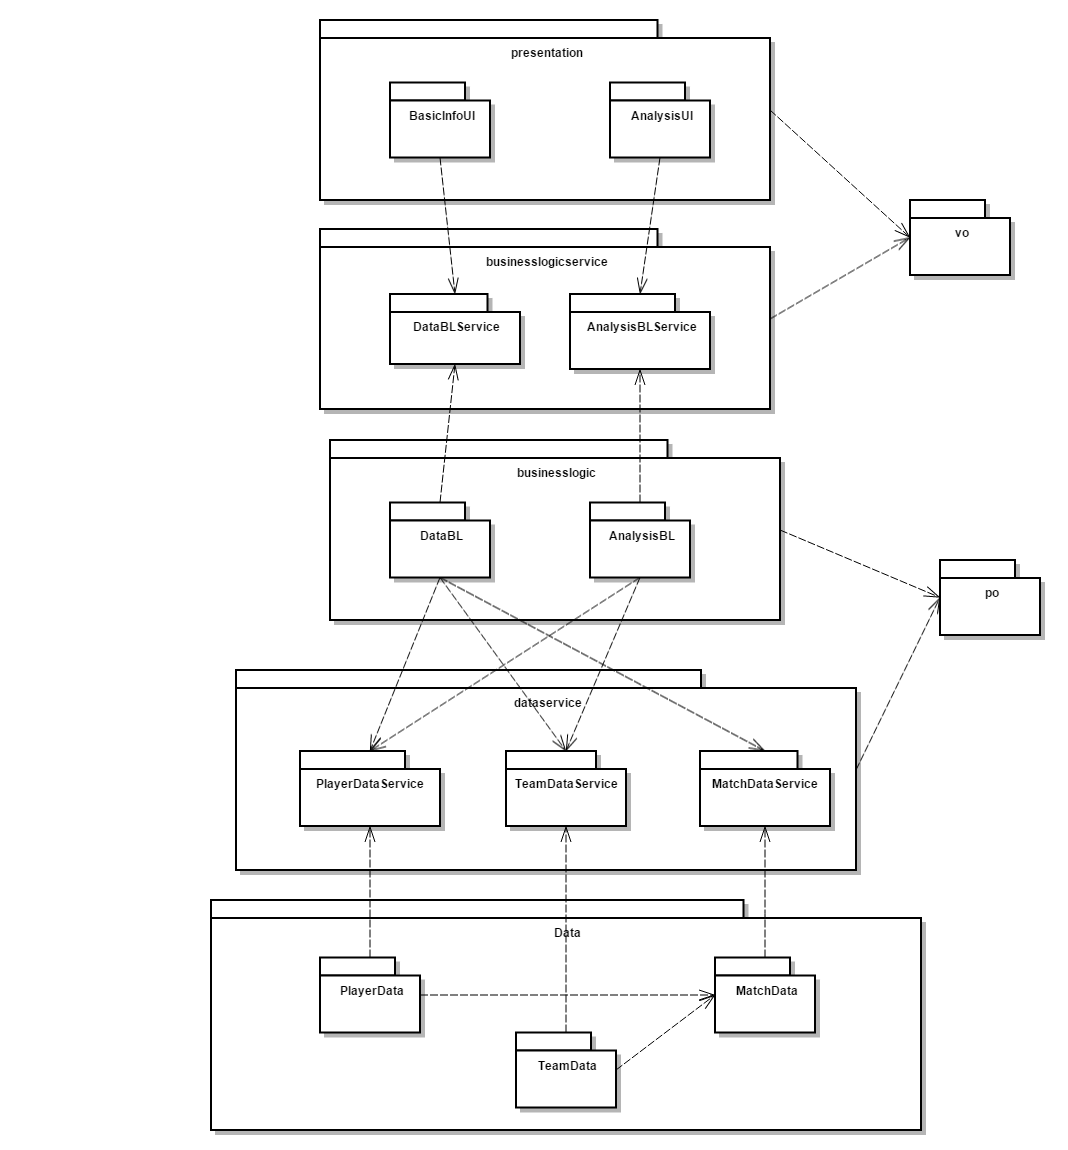 presentation
BasicInfoUI
AnalysisUI
vo
businesslogicservice
DataBLService
AnalysisBLService
businesslogic
DataBL
AnalysisBL
po
dataservice
PlayerDataService
TeamDataService
MatchDataService
Data
PlayerData
MatchData
TeamData